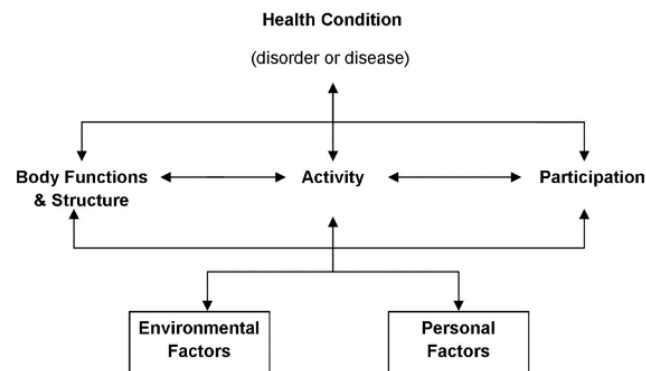 Health Condition
(disorder or disease)
Body Functions
& Structure
Activity
Participation
Environmental
Factors
Personal
Factors